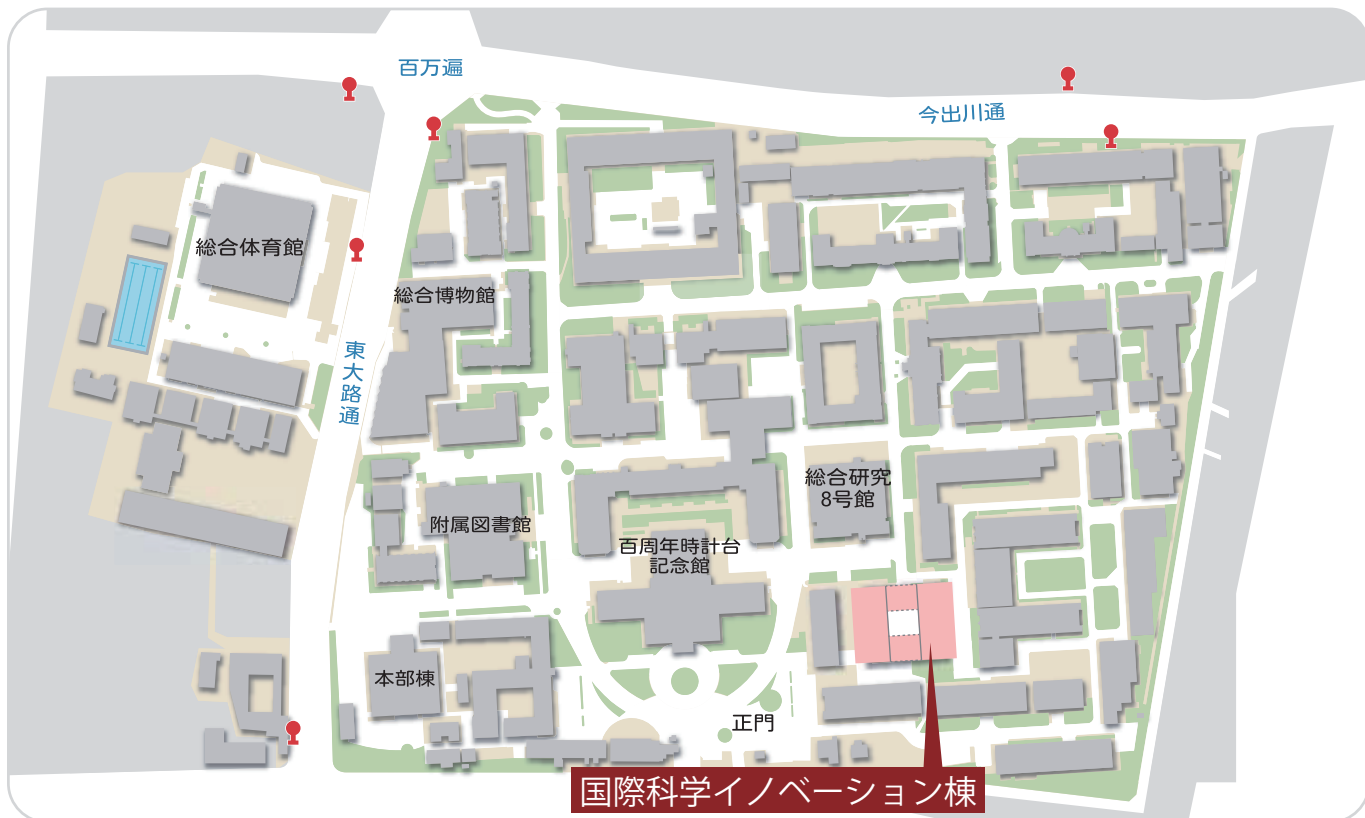 百万遍
今出川通
総合体育館
総合博物館
東大路通
総合研究
8号館
附属図書館
百周年時計台
記念館
本部棟
正門
国際科学イノベーション棟